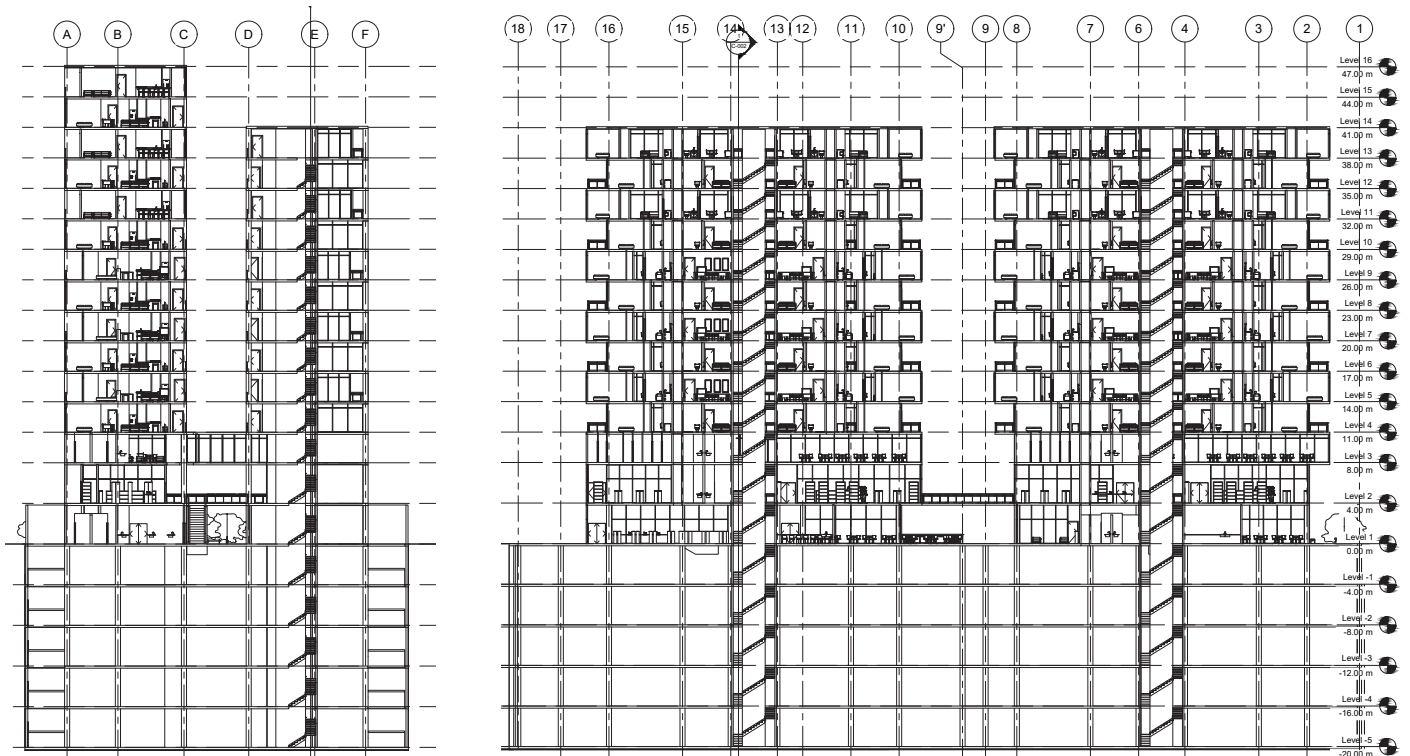 A B C D E F
18 17 16 15 14 13 12 11 10 9' 9 8 7 6 4 3 2 1
1
C-002
Level 16
47.00 m
Level 15
44.00 m
Level 14
41.00 m
Level 13
38.00 m
Level 12
35.00 m
Level 11
32.00 m
Level 10
29.00 m
Level 9
26.00 m
Level 8
23.00 m
Level 7
20.00 m
Level 6
17.00 m
Level 5
14.00 m
Level 4
11.00 m
Level 3
8.00 m
Level 2
4.00 m
Level 1
0.00 m
Level -1
-4.00 m
Level -2
-8.00 m
Level -3
-12.00 m
Level -4
-16.00 m
Level -5
-20.00 m